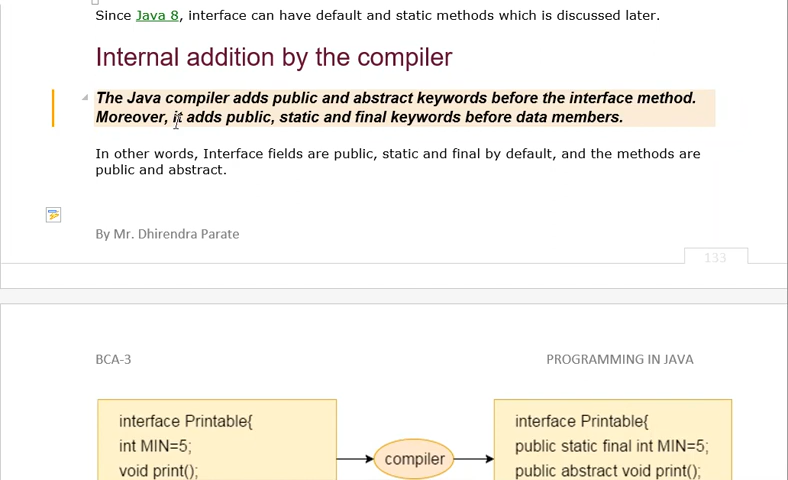 Since Java 8, interface can have default and static methods which is discussed later.
Internal addition by the compiler
The Java compiler adds public and abstract keywords before the interface method.
Moreover, it adds public, static and final keywords before data members.
In other words, Interface fields are public, static and final by default, and the methods are
public and abstract.
By Mr. Dhirendra Parate
133
BCA-3 PROGRAMMING IN JAVA
interface Printable{
int MIN=5;
void print();
compiler
interface Printable{
public static final int MIN=5;
public abstract void print();